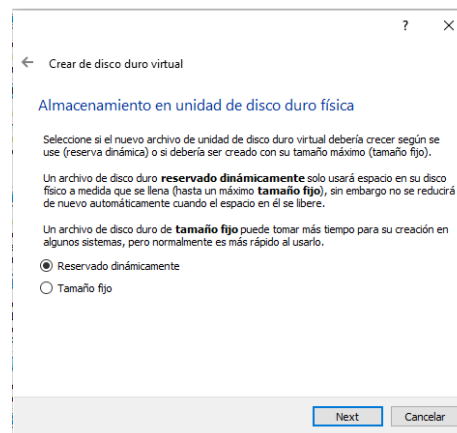 ?
Crear de disco duro virtual
Almacenamiento en unidad de disco duro física
Seleccione si el nuevo archivo de unidad de disco duro virtual debería crecer según se
use (reserva dinámica) o si debería ser creado con su tamaño máximo (tamaño fijo).
Un archivo de disco duro reservado dinámicamente solo usará espacio en su disco
físico a medida que se llena (hasta un máximo tamaño fijo), sin embargo no se reducirá
de nuevo automáticamente cuando el espacio en él se libere.
Un archivo de disco duro de tamaño fijo puede tomar más tiempo para su creación en
algunos sistemas, pero normalmente es más rápido al usarlo.
Reservado dinámicamente
Tamaño fijo
Next Cancelar